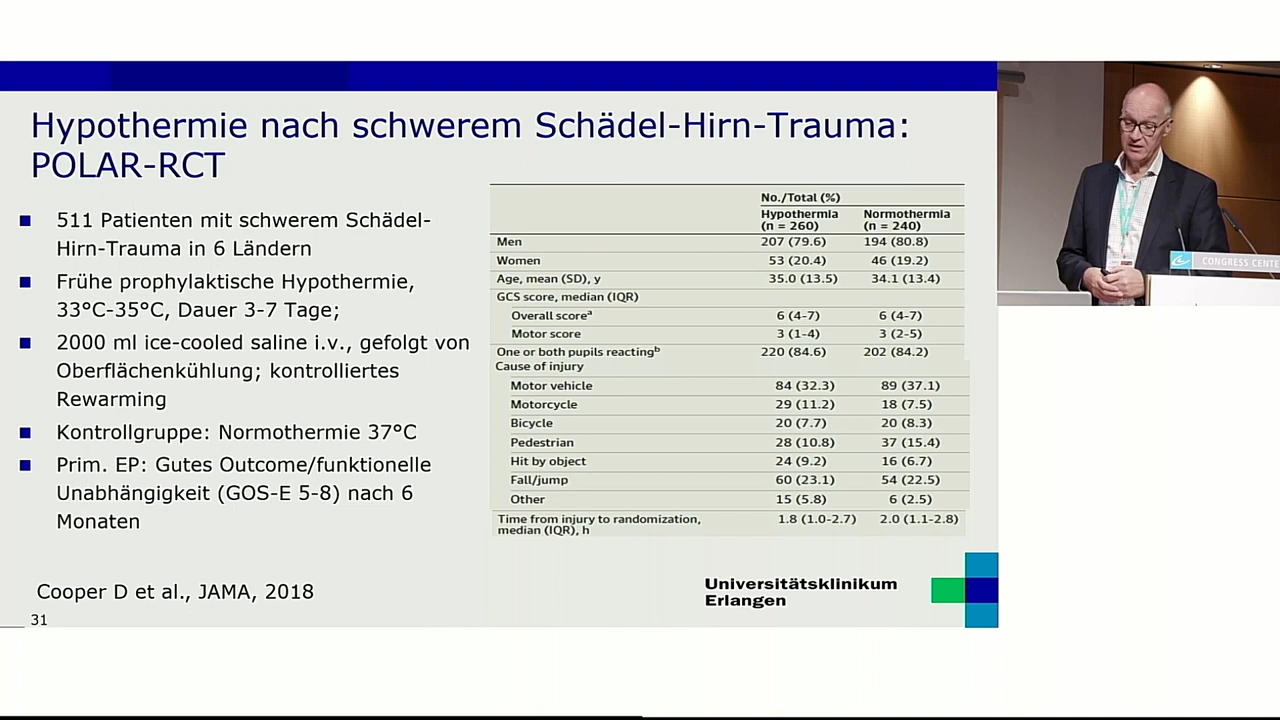 Hypothermie nach schwerem Schädel-Hirn-Trauma:
POLAR-RCT
511 Patienten mit schwerem Schädel-
Hirn-Trauma in 6 Ländern
Frühe prophylaktische Hypothermie,
33°C-35°C, Dauer 3-7 Tage;
2000 ml ice-cooled saline i.v., gefolgt von
Oberflächenkühlung; kontrolliertes
Rewarming
Kontrollgruppe: Normothermie 37°C
Prim. EP: Gutes Outcome/funktionelle
Unabhängigkeit (GOS-E 5-8) nach 6
Monaten
Cooper D et al., JAMA, 2018
31
No./Total (%)
Hypothermia Normothermia
(n = 260) (n = 240)
Men 207 (79.6) 194 (80.8)
Women 53 (20.4) 46 (19.2)
Age, mean (SD), y 35.0 (13.5) 34.1 (13.4)
GCS score, median (IQR)
Overall scoreᵃ 6 (4-7) 6 (4-7)
Motor score 3 (1-4) 3 (2-5)
One or both pupils reactingᵇ 220 (84.6) 202 (84.2)
Cause of injury
Motor vehicle 84 (32.3) 89 (37.1)
Motorcycle 29 (11.2) 18 (7.5)
Bicycle 20 (7.7) 20 (8.3)
Pedestrian 28 (10.8) 37 (15.4)
Hit by object 24 (9.2) 16 (6.7)
Fall/jump 60 (23.1) 54 (22.5)
Other 15 (5.8) 6 (2.5)
Time from injury to randomization, 1.8 (1.0-2.7) 2.0 (1.1-2.8)
median (IQR), h
Universitätsklinikum
Erlangen
CONGRESS CENTE